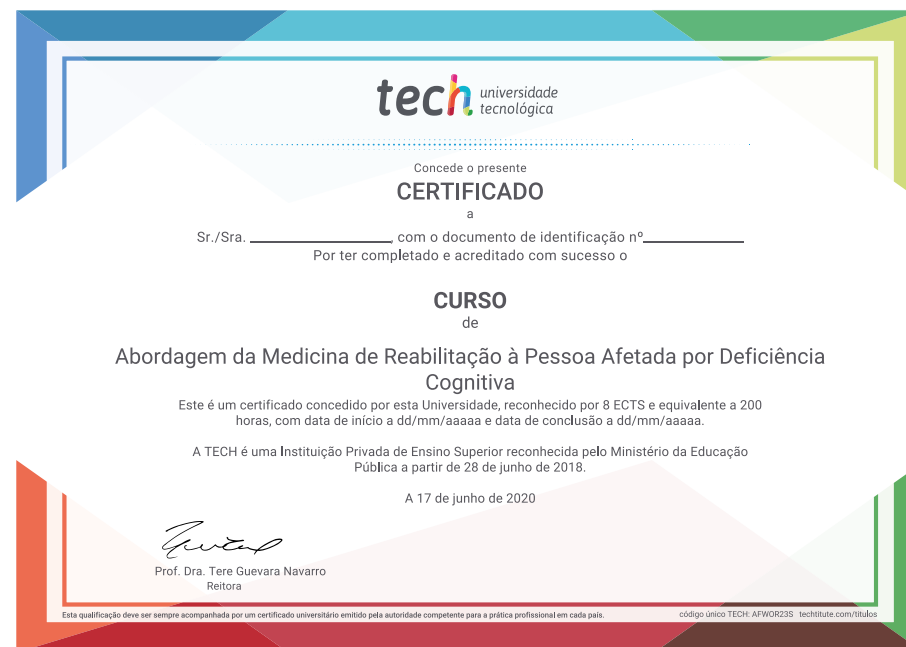 tech universidade
tecnológica
Concede o presente
CERTIFICADO
a
Sr./Sra. ________________, com o documento de identificação nº____________
Por ter completado e acreditado com sucesso o
CURSO
de
Abordagem da Medicina de Reabilitação à Pessoa Afetada por Deficiência
Cognitiva
Este é um certificado concedido por esta Universidade, reconhecido por 8 ECTS e equivalente a 200
horas, com data de início a dd/mm/aaaaa e data de conclusão a dd/mm/aaaaa.
A TECH é uma Instituição Privada de Ensino Superior reconhecida pelo Ministério da Educação
Pública a partir de 28 de junho de 2018.
A 17 de junho de 2020
Prof. Dra. Tere Guevara Navarro
Reitora
Esta qualificação deve ser sempre acompanhada por um certificado universitário emitido pela autoridade competente para a prática profissional em cada país.
código único TECH: AFWOR23S techtitute.com/titulos